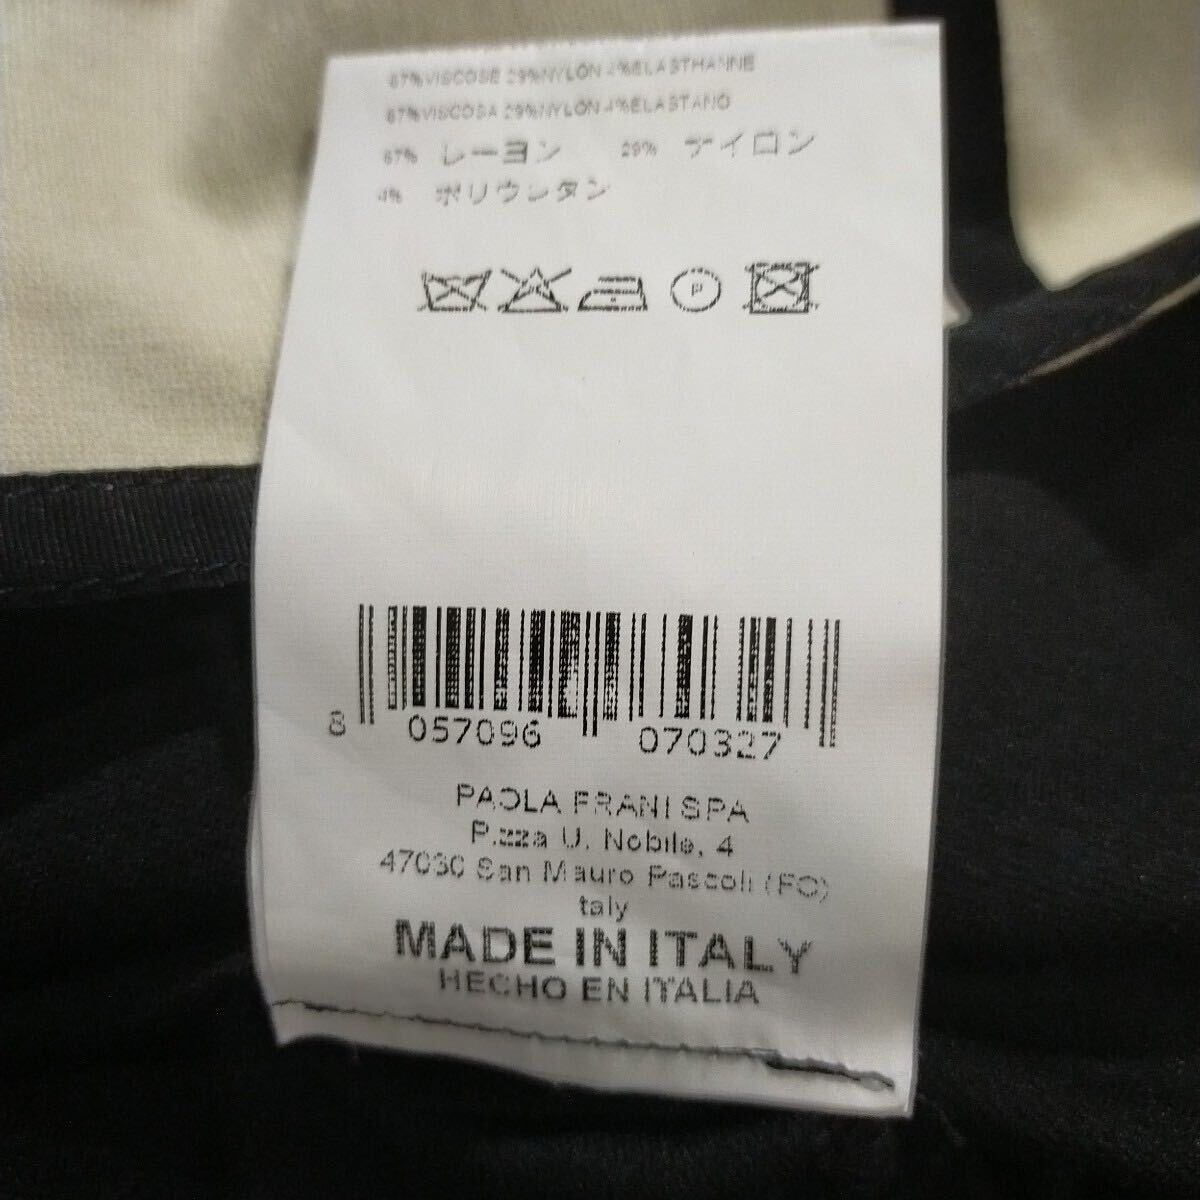 67%VISCOSE 29%NYLON 4%ELASTHANNE
67%VISCOSA 29%NYLON 4%ELASTANO
67% レーヨン 29% ナイロン
4% ポリウレタン
P
8 057096 070327
PAOLA FRANI SPA
P.zza U. Nobile, 4
47030 San Mauro Pascoli (FC)
Italy
MADE IN ITALY
HECHO EN ITALIA